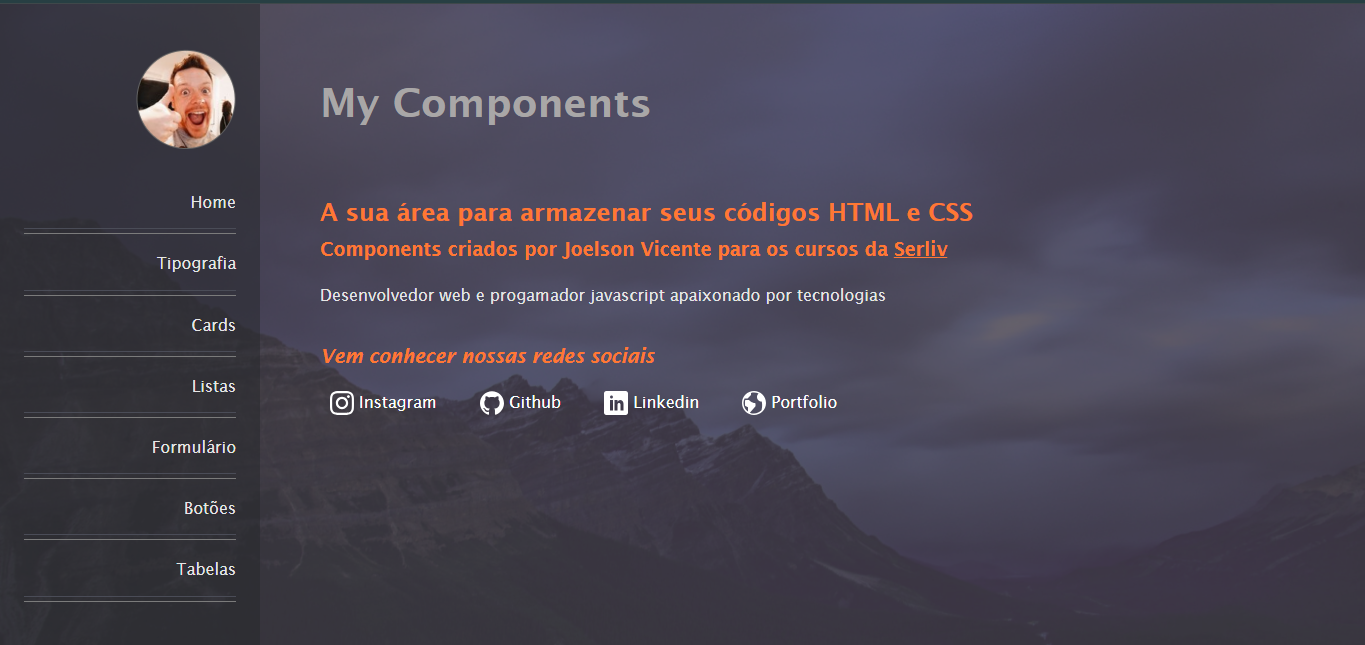 Home
Tipografia
Cards
Listas
Formulário
Botões
Tabelas
My Components
A sua área para armazenar seus códigos HTML e CSS
Components criados por Joelson Vicente para os cursos da Serliv
Desenvolvedor web e progamador javascript apaixonado por tecnologias
Vem conhecer nossas redes sociais
Instagram Github in Linkedin Portfolio